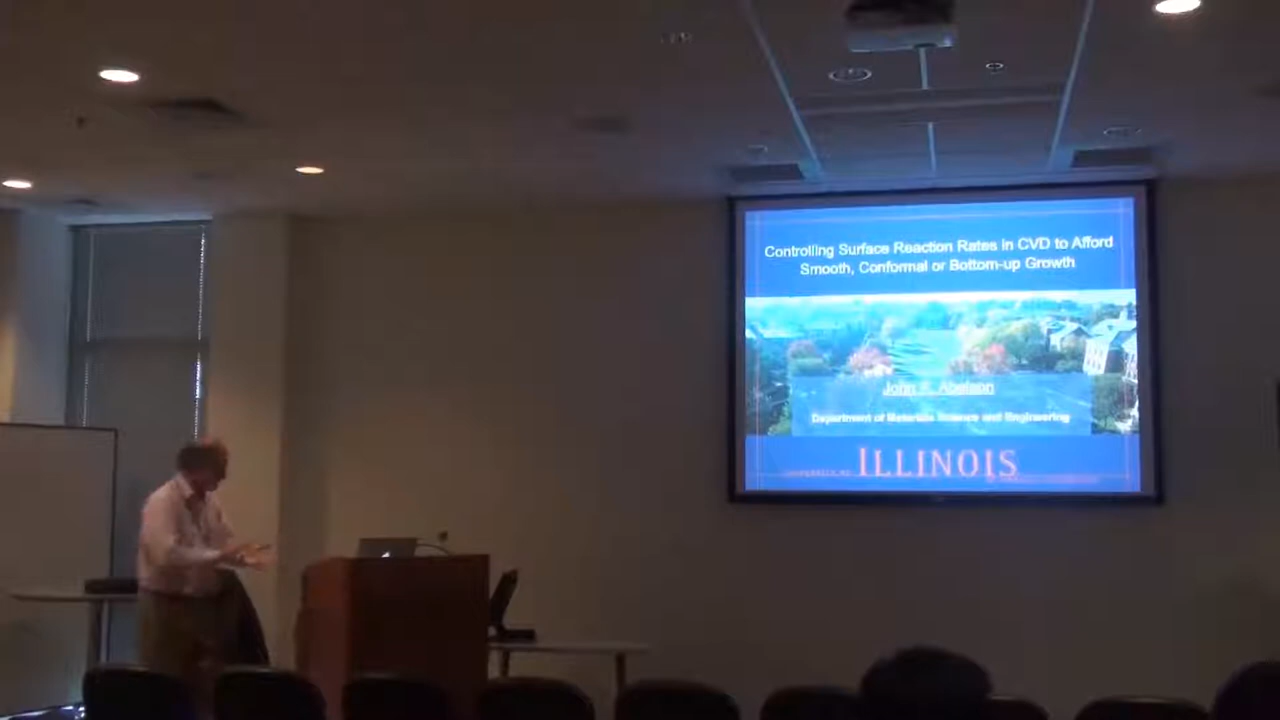 Controlling Surface Reaction Rates in CVD to Afford
Smooth, Conformal or Bottom-up Growth
John R. Abelson
Department of Materials Science and Engineering
ILLINOIS